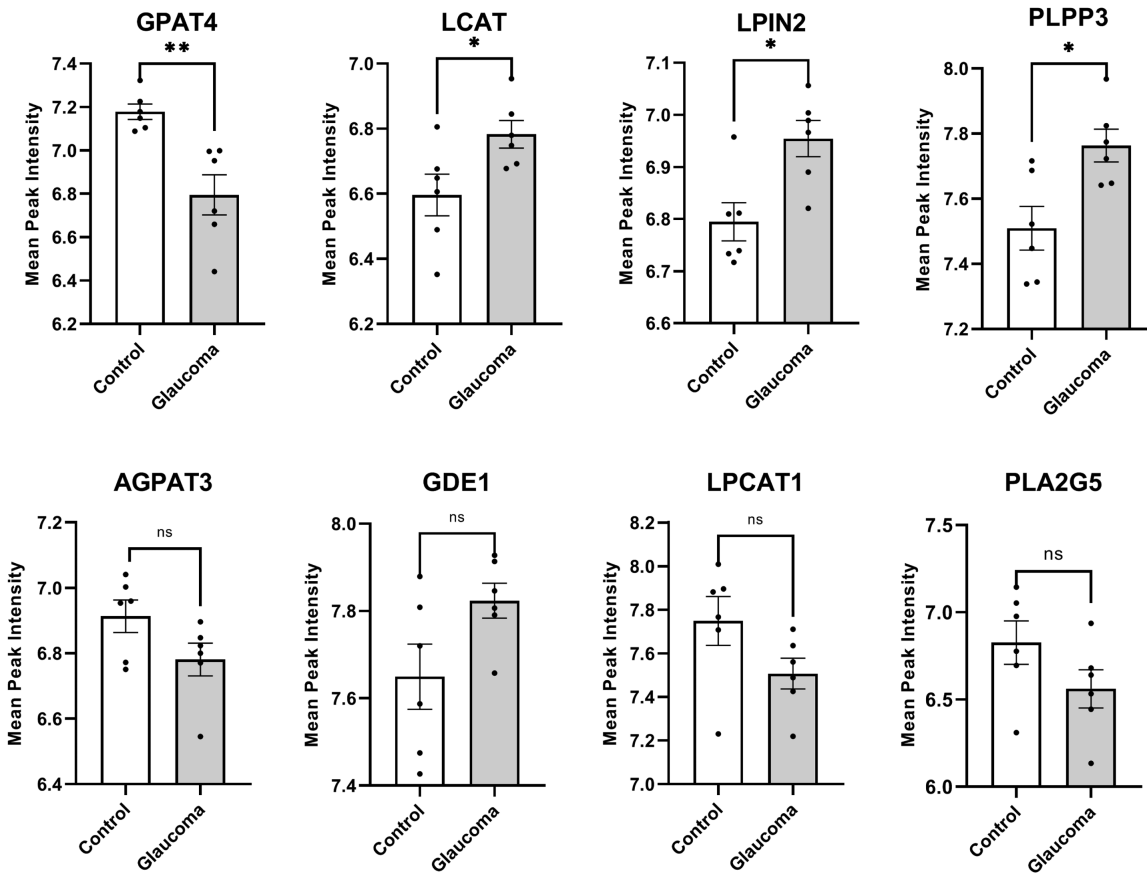 GPAT4
**
Mean Peak Intensity
7.4
7.2
7.0
6.8
6.6
6.4
6.2
Control
Glaucoma
LCAT
*
Mean Peak Intensity
7.0
6.8
6.6
6.4
6.2
Control
Glaucoma
LPIN2
*
Mean Peak Intensity
7.1
7.0
6.9
6.8
6.7
6.6
Control
Glaucoma
PLPP3
*
Mean Peak Intensity
8.0
7.8
7.6
7.4
7.2
Control
Glaucoma
AGPAT3
ns
Mean Peak Intensity
7.2
7.0
6.8
6.6
6.4
Control
Glaucoma
GDE1
ns
Mean Peak Intensity
8.0
7.8
7.6
7.4
Control
Glaucoma
LPCAT1
ns
Mean Peak Intensity
8.2
8.0
7.8
7.6
7.4
7.2
7.0
Control
Glaucoma
PLA2G5
ns
Mean Peak Intensity
7.5
7.0
6.5
6.0
Control
Glaucoma